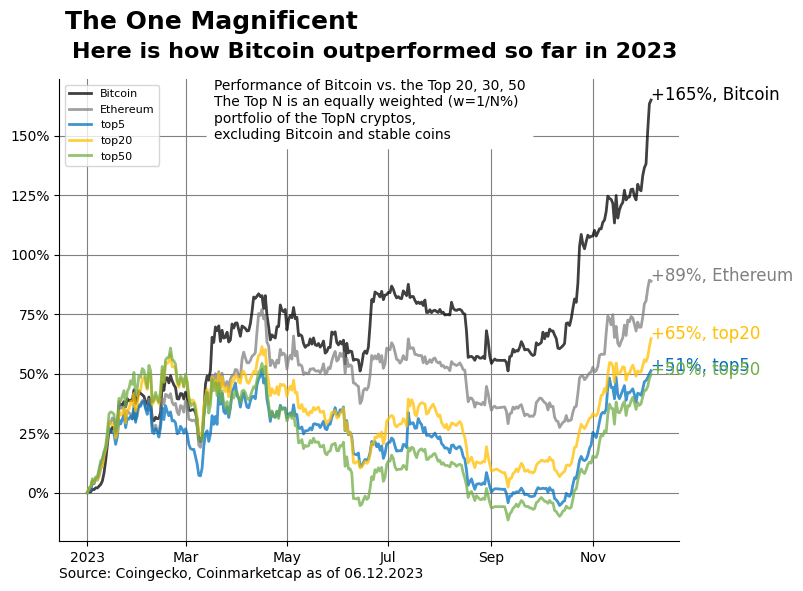 The One Magnificent
Here is how Bitcoin outperformed so far in 2023
Bitcoin
Ethereum
top5
top20
top50
Performance of Bitcoin vs. the Top 20, 30, 50
The Top N is an equally weighted (w=1/N%)
portfolio of the TopN cryptos,
excluding Bitcoin and stable coins
+165%, Bitcoin
150%
125%
100%
+89%, Ethereum
75%
+65%, top20
+51%, top5
50%
25%
0%
2023 Mar May Jul Sep Nov
Source: Coingecko, Coinmarketcap as of 06.12.2023